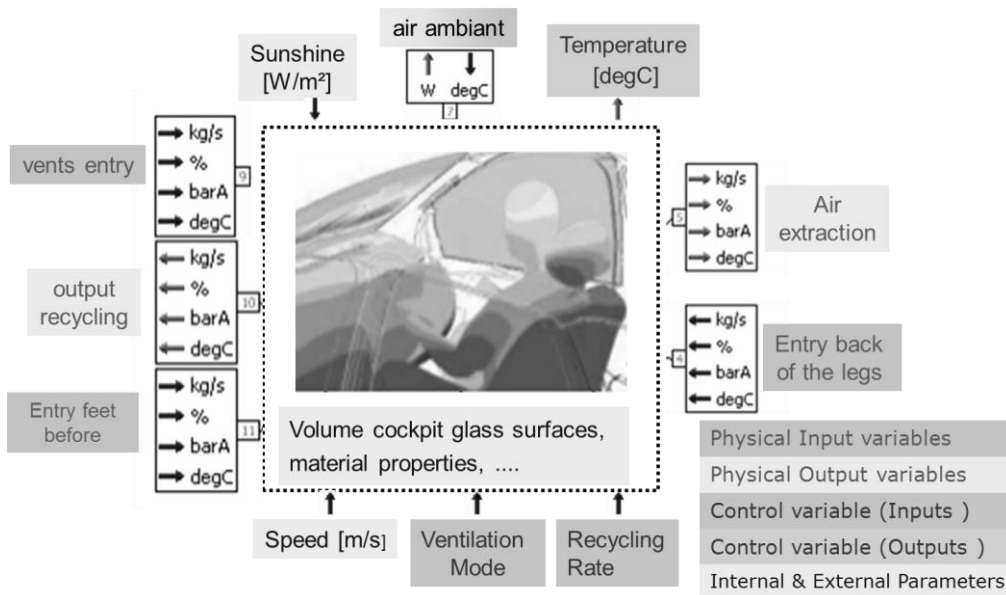 air ambiant
W degC
7
Sunshine
[W/m²]
Temperature
[degC]
vents entry
kg/s
%
barA
degC
9
output
recycling
kg/s
%
barA
degC
10
Entry feet
before
kg/s
%
barA
degC
11
kg/s
%
barA
degC
5
Air
extraction
kg/s
%
barA
degC
4
Entry back
of the legs
Volume cockpit glass surfaces,
material properties, ....
Speed [m/s]
Ventilation
Mode
Recycling
Rate
Physical Input variables
Physical Output variables
Control variable (Inputs )
Control variable (Outputs )
Internal & External Parameters